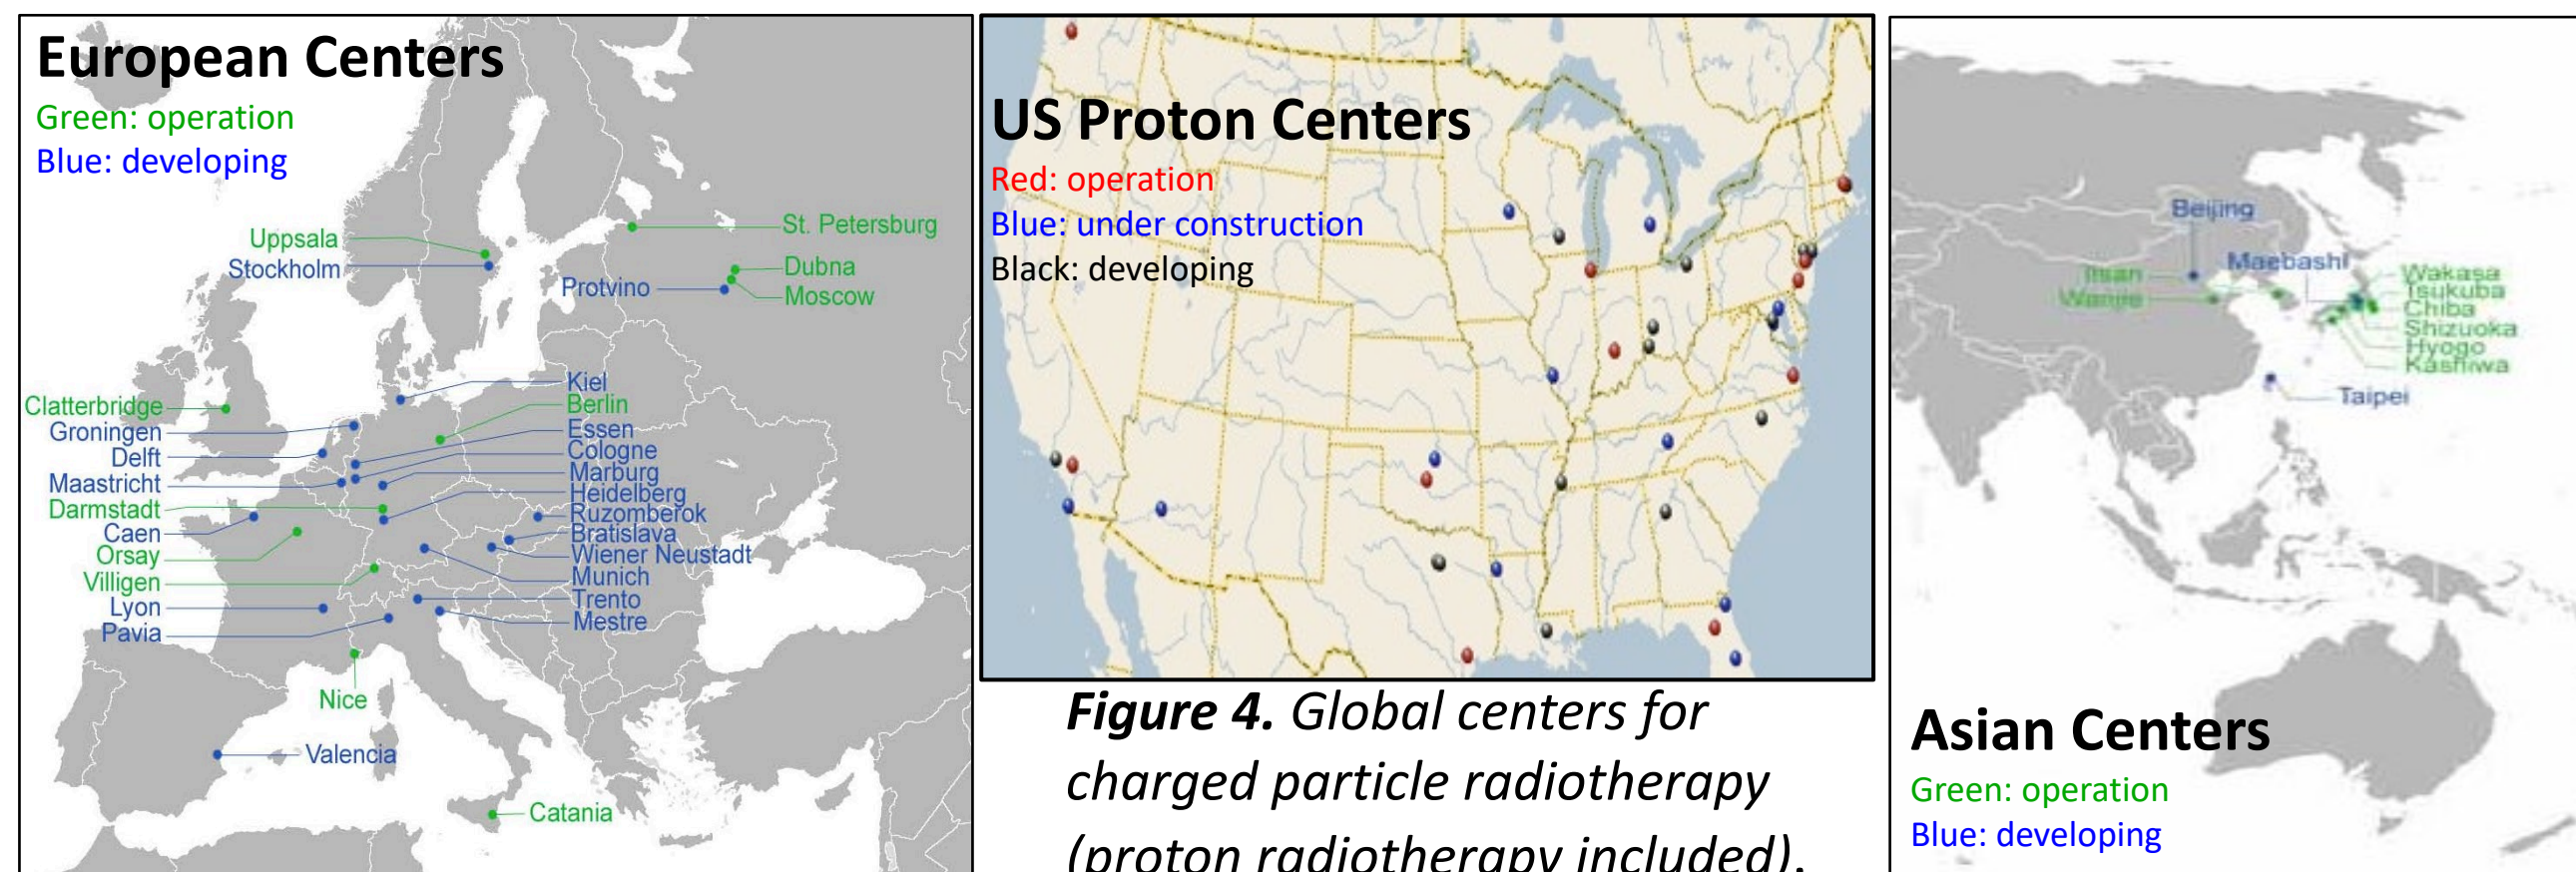 European Centers
Green: operation
Blue: developing
Uppsala
Stockholm
St. Petersburg
Dubna
Protvino
Moscow
Clatterbridge
Groningen
Delft
Maastricht
Darmstadt
Caen
Orsay
Villigen
Lyon
Pavia
Kiel
Berlin
Essen
Cologne
Marburg
Heidelberg
Ruzomberok
Bratislava
Wiener Neustadt
Munich
Trento
Mestre
Nice
Valencia
Catania
US Proton Centers
Red: operation
Blue: under construction
Black: developing
Figure 4. Global centers for
charged particle radiotherapy
(proton radiotherapy included).
Beijing
Maebashi
Wanjie
Wakasa
Tsukuba
Chiba
Shizuoka
Hyogo
Taipei
Asian Centers
Green: operation
Blue: developing